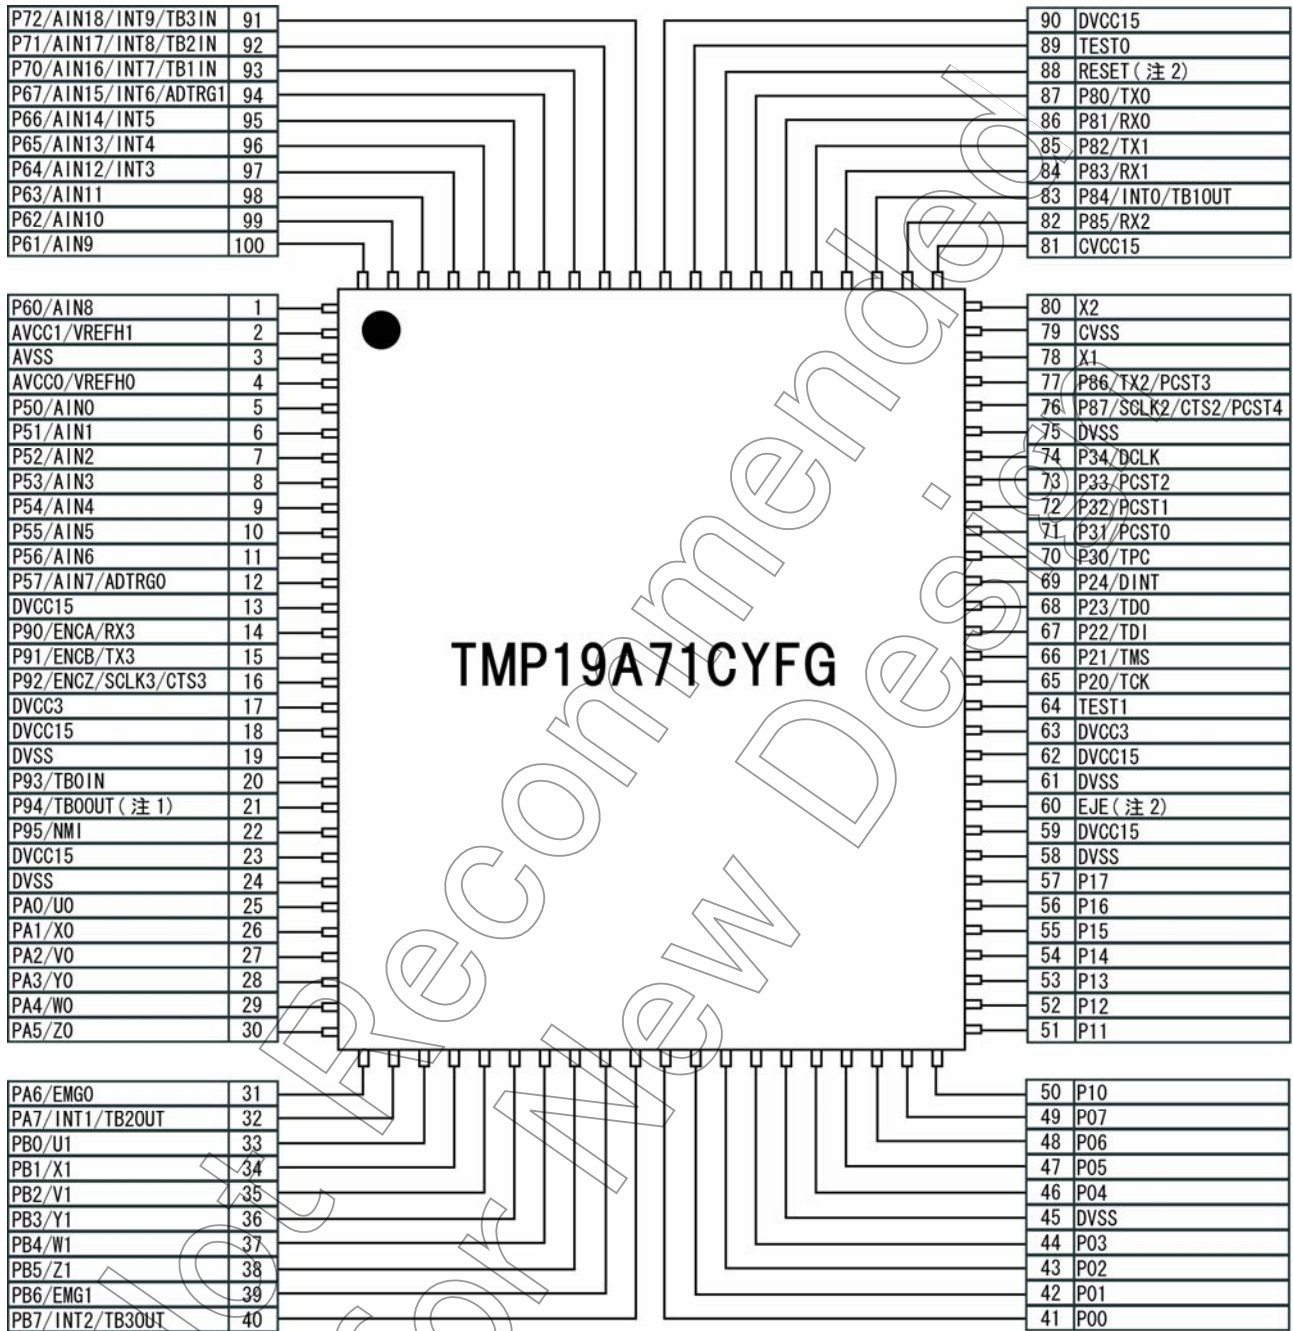 P72/AIN18/INT9/TB3IN 91
P71/AIN17/INT8/TB2IN 92
P70/AIN16/INT7/TB1IN 93
P67/AIN15/INT6/ADTRG1 94
P66/AIN14/INT5 95
P65/AIN13/INT4 96
P64/AIN12/INT3 97
P63/AIN11 98
P62/AIN10 99
P61/AIN9 100
90 DVCC15
89 TEST0
88 RESET(注2)
87 P80/TX0
86 P81/RX0
85 P82/TX1
84 P83/RX1
83 P84/INT0/TB1OUT
82 P85/RX2
81 CVCC15
P60/AIN8 1
AVCC1/VREFH1 2
AVSS 3
AVCC0/VREFH0 4
P50/AIN0 5
P51/AIN1 6
P52/AIN2 7
P53/AIN3 8
P54/AIN4 9
P55/AIN5 10
P56/AIN6 11
P57/AIN7/ADTRG0 12
DVCC15 13
P90/ENCA/RX3 14
P91/ENCB/TX3 15
P92/ENCZ/SCLK3/CTS3 16
DVCC3 17
DVCC15 18
DVSS 19
P93/TB0IN 20
P94/TB0OUT(注1) 21
P95/NMI 22
DVCC15 23
DVSS 24
PA0/U0 25
PA1/X0 26
PA2/V0 27
PA3/Y0 28
PA4/W0 29
PA5/Z0 30
TMP19A71CYFG
80 X2
79 CVSS
78 X1
77 P86/TX2/PCST3
76 P87/SCLK2/CTS2/PCST4
75 DVSS
74 P34/DCLK
73 P33/PCST2
72 P32/PCST1
71 P31/PCST0
70 P30/TPC
69 P24/DINT
68 P23/TDO
67 P22/TDI
66 P21/TMS
65 P20/TCK
64 TEST1
63 DVCC3
62 DVCC15
61 DVSS
60 EJE(注2)
59 DVCC15
58 DVSS
57 P17
56 P16
55 P15
54 P14
53 P13
52 P12
51 P11
PA6/EMG0 31
PA7/INT1/TB2OUT 32
PB0/U1 33
PB1/X1 34
PB2/V1 35
PB3/Y1 36
PB4/W1 37
PB5/Z1 38
PB6/EMG1 39
PB7/INT2/TB3OUT 40
50 P10
49 P07
48 P06
47 P05
46 P04
45 DVSS
44 P03
43 P02
42 P01
41 P00
Not Recommended
for New Design